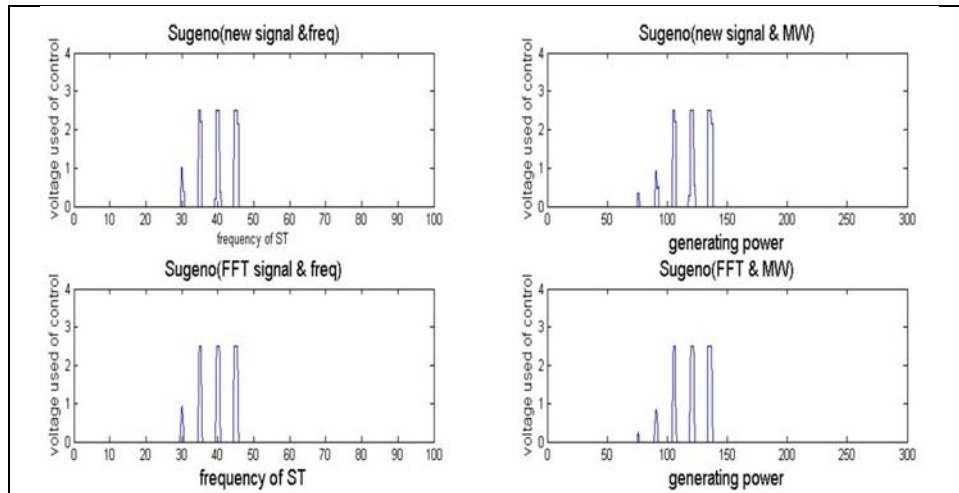 Sugeno(new signal &freq)
voltage used of control
4
3
2
1
0
0 10 20 30 40 50 60 70 80 90 100
frequency of ST
Sugeno(new signal & MW)
voltage used of control
4
3
2
1
0
0 50 100 150 200 250 300
generating power
Sugeno(FFT signal & freq)
voltage used of control
4
3
2
1
0
0 10 20 30 40 50 60 70 80 90 100
frequency of ST
Sugeno(FFT & MW)
voltage used of control
4
3
2
1
0
0 50 100 150 200 250 300
generating power